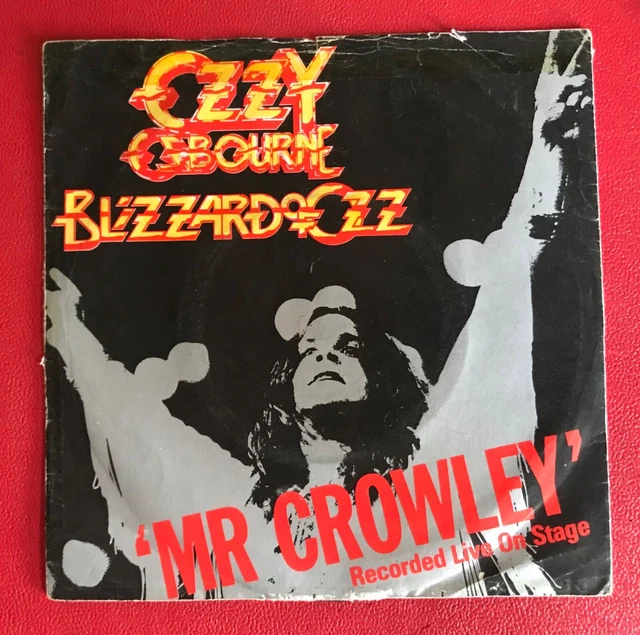 OZZY
OSBOURNE
BLIZZARD OF OZZ
'MR CROWLEY'
Recorded Live On Stage